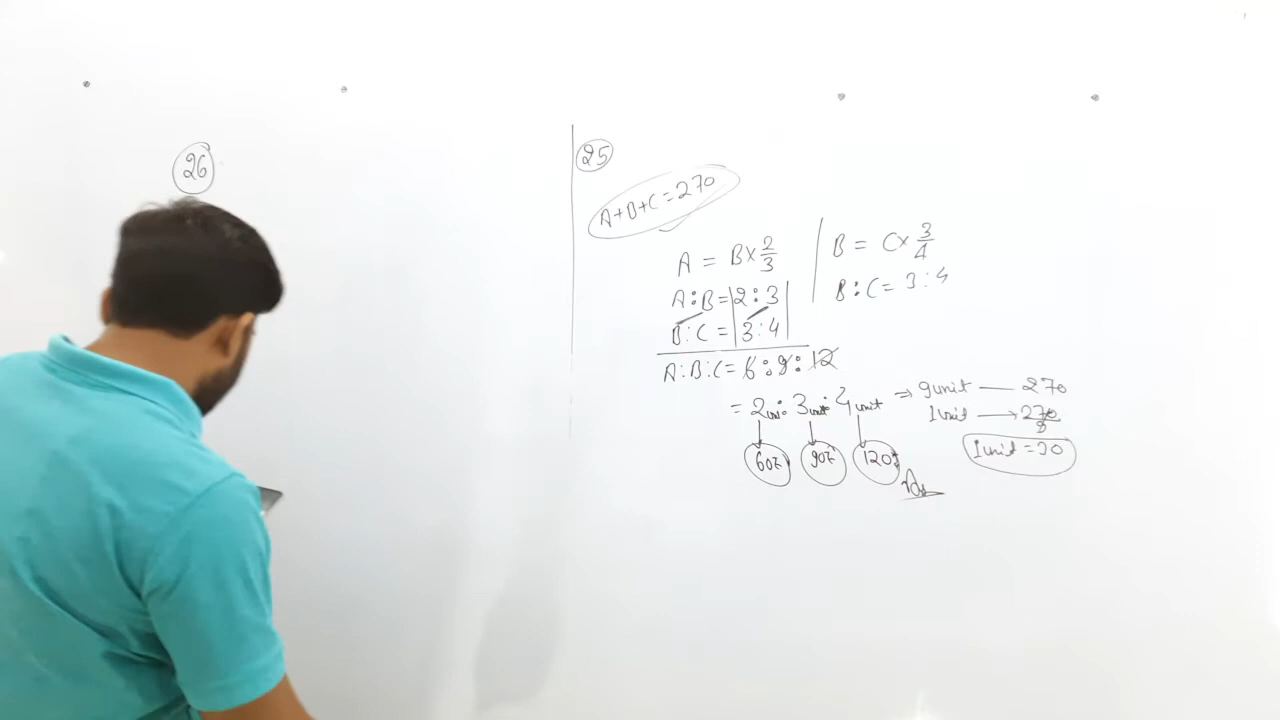 26
25
A+B+C=270
A = B×2/3
B = C×3/4
A:B=2:3
B:C=3:4
B:C=3:4
A:B:C=6:9:12
=2unit:3unit:4unit ⇒ 9unit — 270
1unit → 270/9
1unit=30
60₹ 90₹ 120₹
Ans